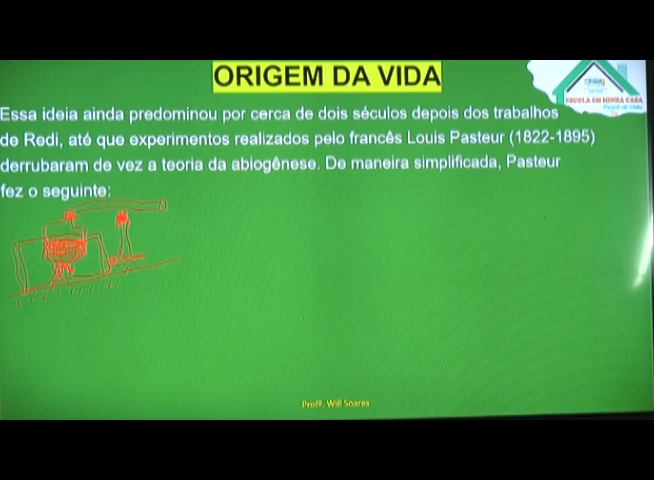 ORIGEM DA VIDA
ESCOLA EM MINHA CASA
Essa ideia ainda predominou por cerca de dois séculos depois dos trabalhos
de Redi, até que experimentos realizados pelo francês Louis Pasteur (1822-1895)
derrubaram de vez a teoria da abiogênese. De maneira simplificada, Pasteur
fez o seguinte:
Profº. Will Soares